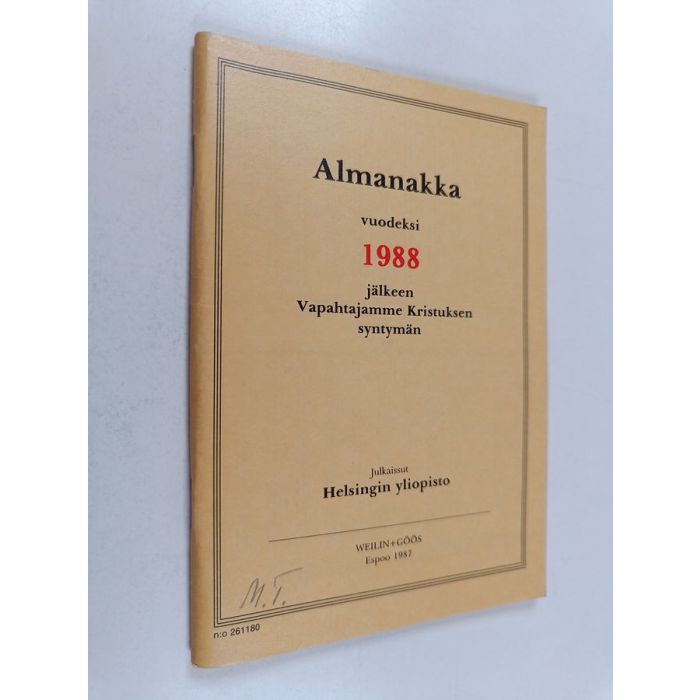 Almanakka
vuodeksi
1988
jälkeen
Vapahtajamme Kristuksen
syntymän
Julkaissut
Helsingin yliopisto
WEILIN+GÖÖS
Espoo 1987
M.T.
n:o 261180